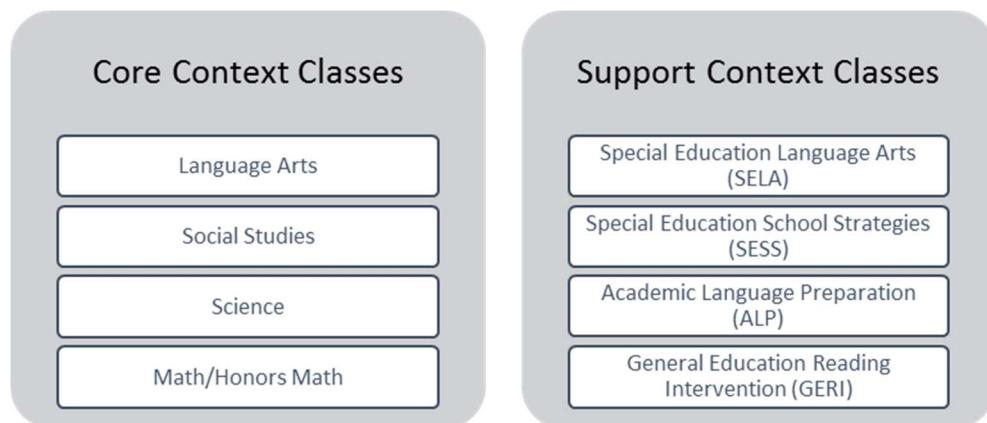 Core Context Classes
Language Arts
Social Studies
Science
Math/Honors Math
Support Context Classes
Special Education Language Arts
(SELA)
Special Education School Strategies
(SESS)
Academic Language Preparation
(ALP)
General Education Reading
Intervention (GERI)